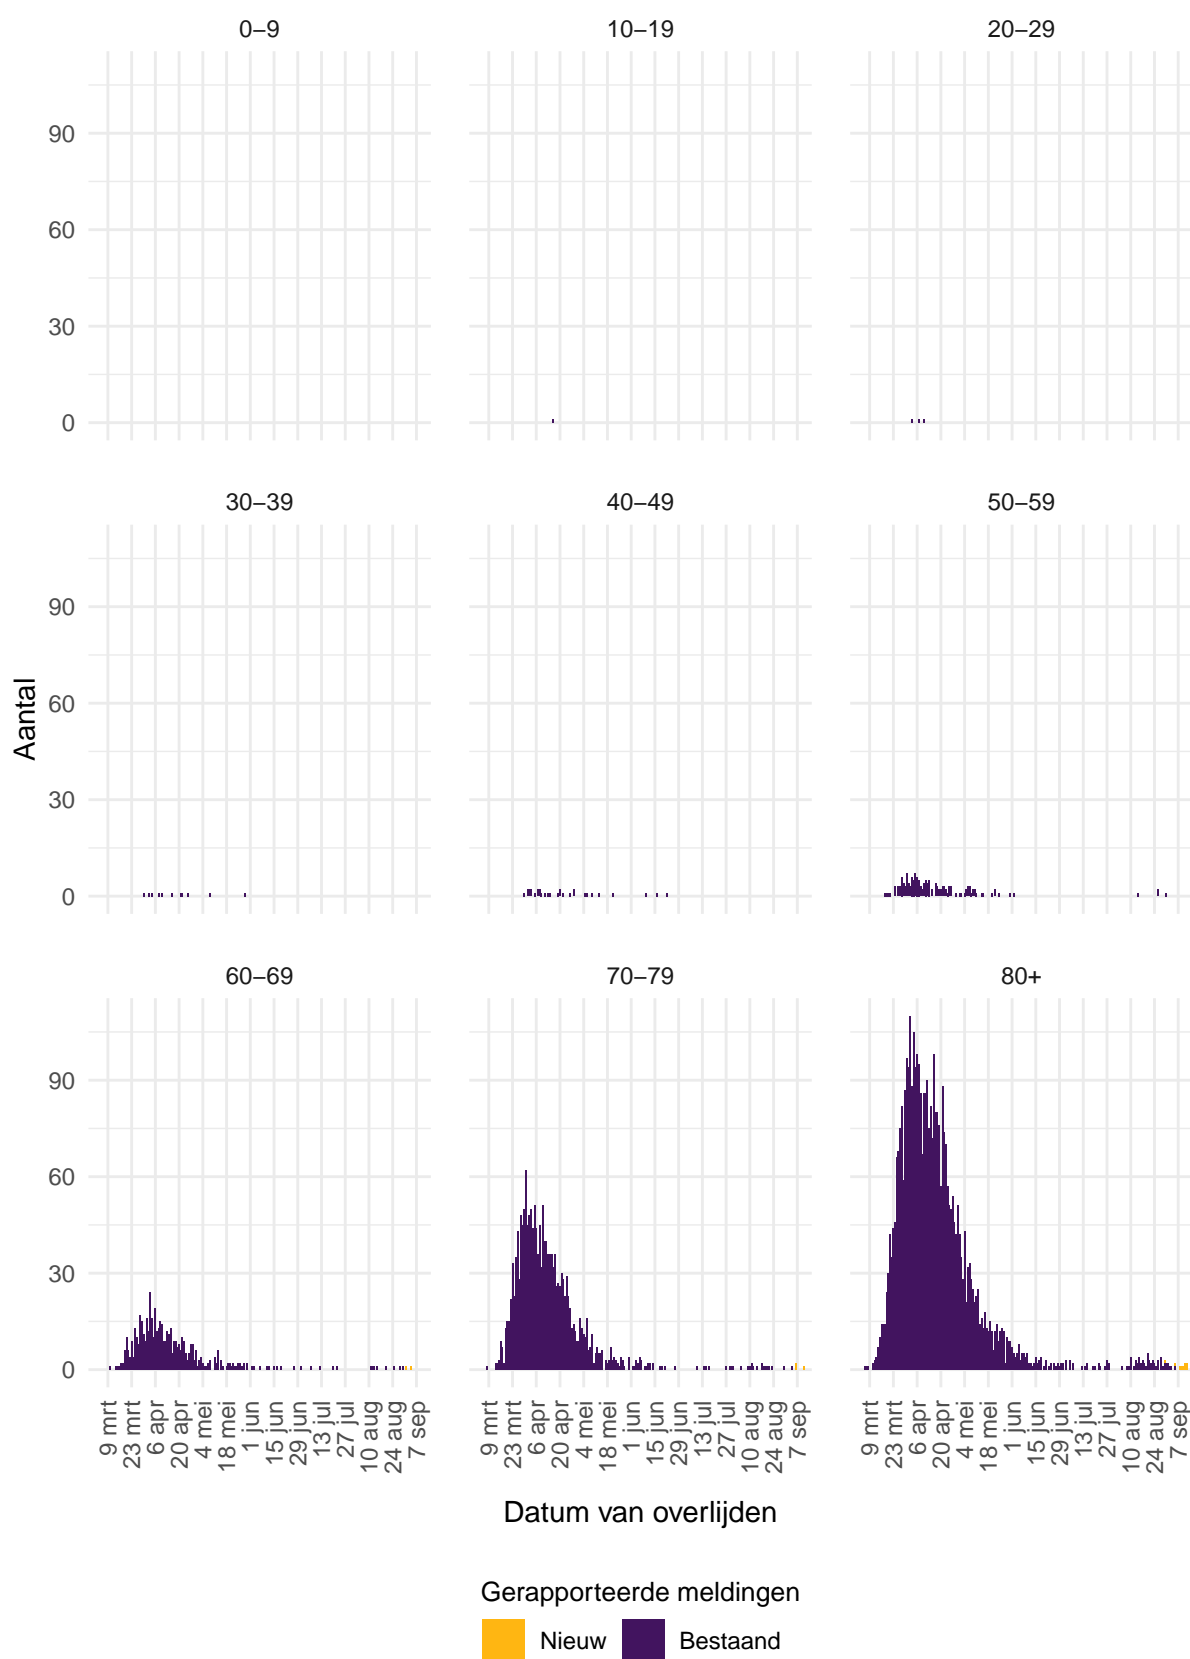 0–9 10–19 20–29
90
60
30
0
30–39 40–49 50–59
90
60
30
0
Aantal
60–69 70–79 80+
90
60
30
0
9 mrt 23 mrt 6 apr 20 apr 4 mei 18 mei 1 jun 15 jun 29 jun 13 jul 27 jul 10 aug 24 aug 7 sep
9 mrt 23 mrt 6 apr 20 apr 4 mei 18 mei 1 jun 15 jun 29 jun 13 jul 27 jul 10 aug 24 aug 7 sep
9 mrt 23 mrt 6 apr 20 apr 4 mei 18 mei 1 jun 15 jun 29 jun 13 jul 27 jul 10 aug 24 aug 7 sep
Datum van overlijden
Gerapporteerde meldingen
Nieuw Bestaand